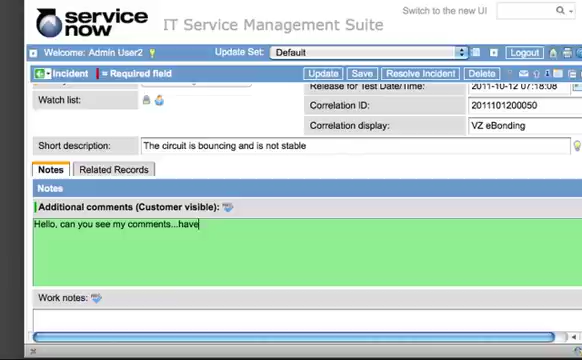 Switch to the new UI
service now
IT Service Management Suite
Welcome: Admin User2
Update Set: Default
Logout
Incident
= Required field
Update Save Resolve Incident Delete
Release for Test Date/Time: 2011-10-12 07:18:08
Watch list:
Correlation ID: 2011101200050
Correlation display: VZ eBonding
Short description: The circuit is bouncing and is not stable
Notes Related Records
Notes
Additional comments (Customer visible):
Hello, can you see my comments...have
Work notes: